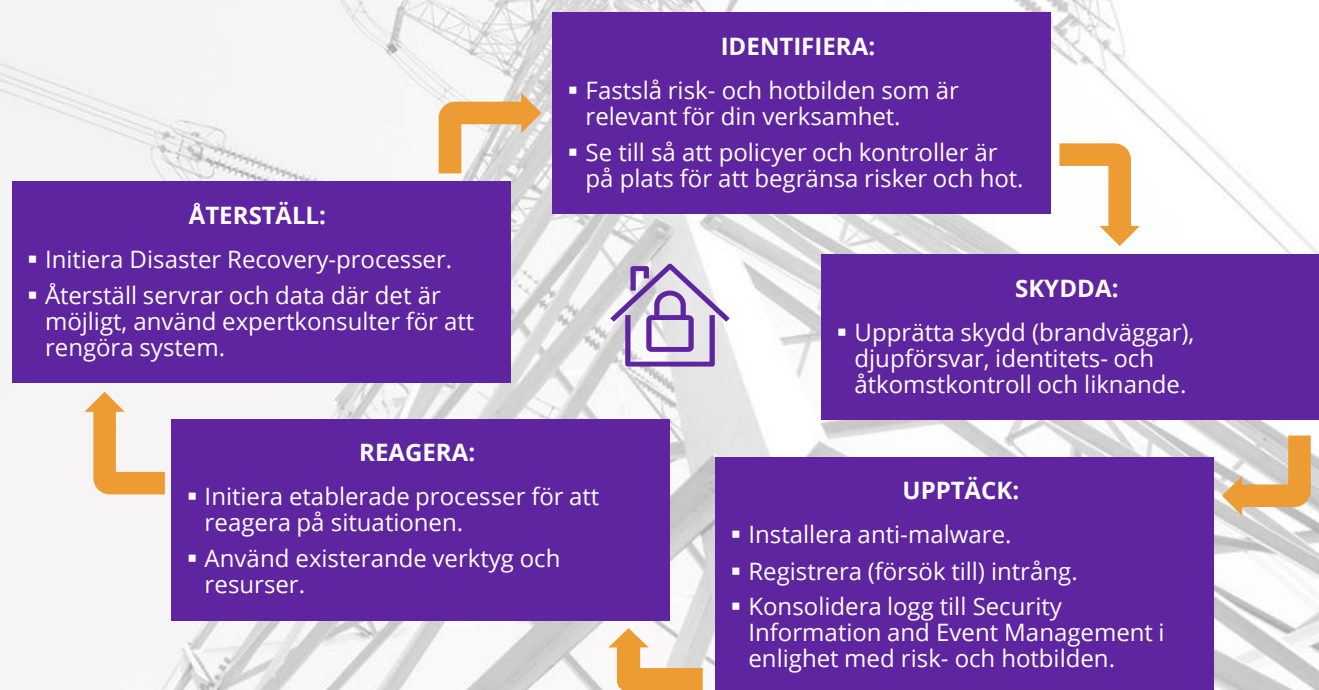 IDENTIFIERA:
▪ Fastslå risk- och hotbilden som är
relevant för din verksamhet.
▪ Se till så att policyer och kontroller är
på plats för att begränsa risker och hot.
SKYDDA:
▪ Upprätta skydd (brandväggar),
djupförsvar, identitets- och
åtkomstkontroll och liknande.
UPPTÄCK:
▪ Installera anti-malware.
▪ Registrera (försök till) intrång.
▪ Konsolidera logg till Security
Information and Event Management i
enlighet med risk- och hotbilden.
REAGERA:
▪ Initiera etablerade processer för att
reagera på situationen.
▪ Använd existerande verktyg och
resurser.
ÅTERSTÄLL:
▪ Initiera Disaster Recovery-processer.
▪ Återställ servrar och data där det är
möjligt, använd expertkonsulter för att
rengöra system.